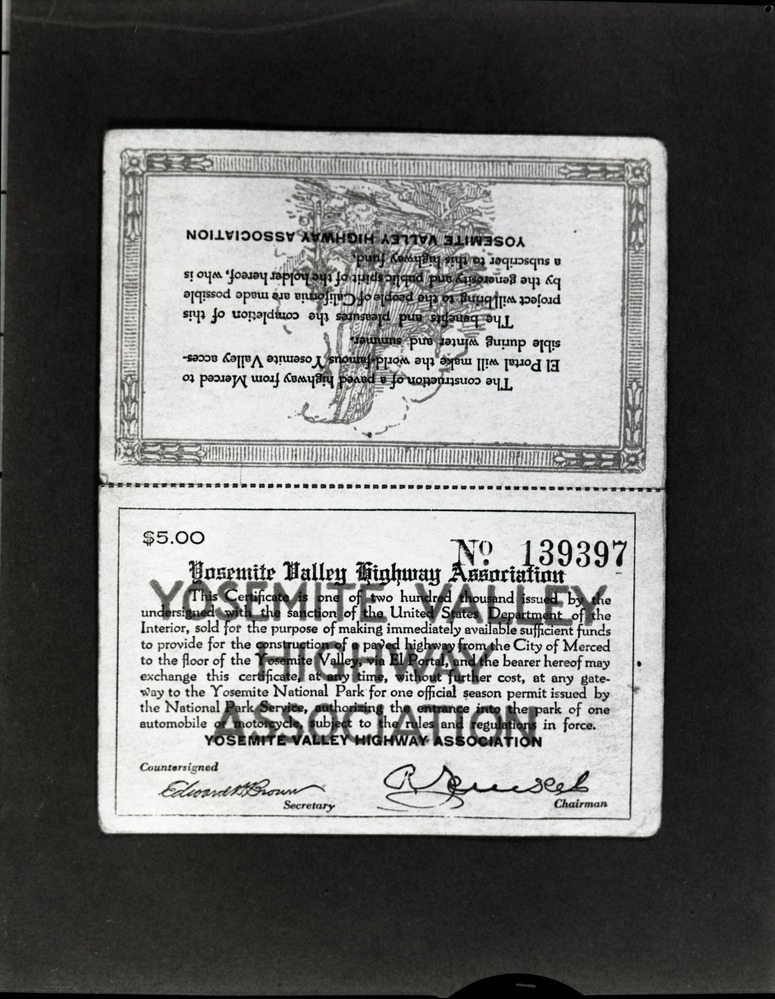 The construction of a paved highway from Merced to
El Portal will make the world-famous Yosemite Valley acces-
sible during winter and summer.
The benefits and pleasures the completion of this
project will bring to the people of California are made possible
by the generosity and public spirit of the holder hereof, who is
a subscriber to this highway fund.
YOSEMITE VALLEY HIGHWAY ASSOCIATION
$5.00
No 139397
Yosemite Valley Highway Association
YOSEMITE VALLEY
HIGHWAY
ASSOCIATION
This Certificate is one of two hundred thousand issued by the
undersigned with the sanction of the United States Department of the
Interior, sold for the purpose of making immediately available sufficient funds
to provide for the construction of a paved highway from the City of Merced
to the floor of the Yosemite Valley, via El Portal, and the bearer hereof may
exchange this certificate, at any time, without further cost, at any gate-
way to the Yosemite National Park for one official season permit issued by
the National Park Service, authorizing the entrance into the park of one
automobile or motorcycle, subject to the rules and regulations in force.
YOSEMITE VALLEY HIGHWAY ASSOCIATION
Countersigned
Edward Brown
Secretary
Chairman